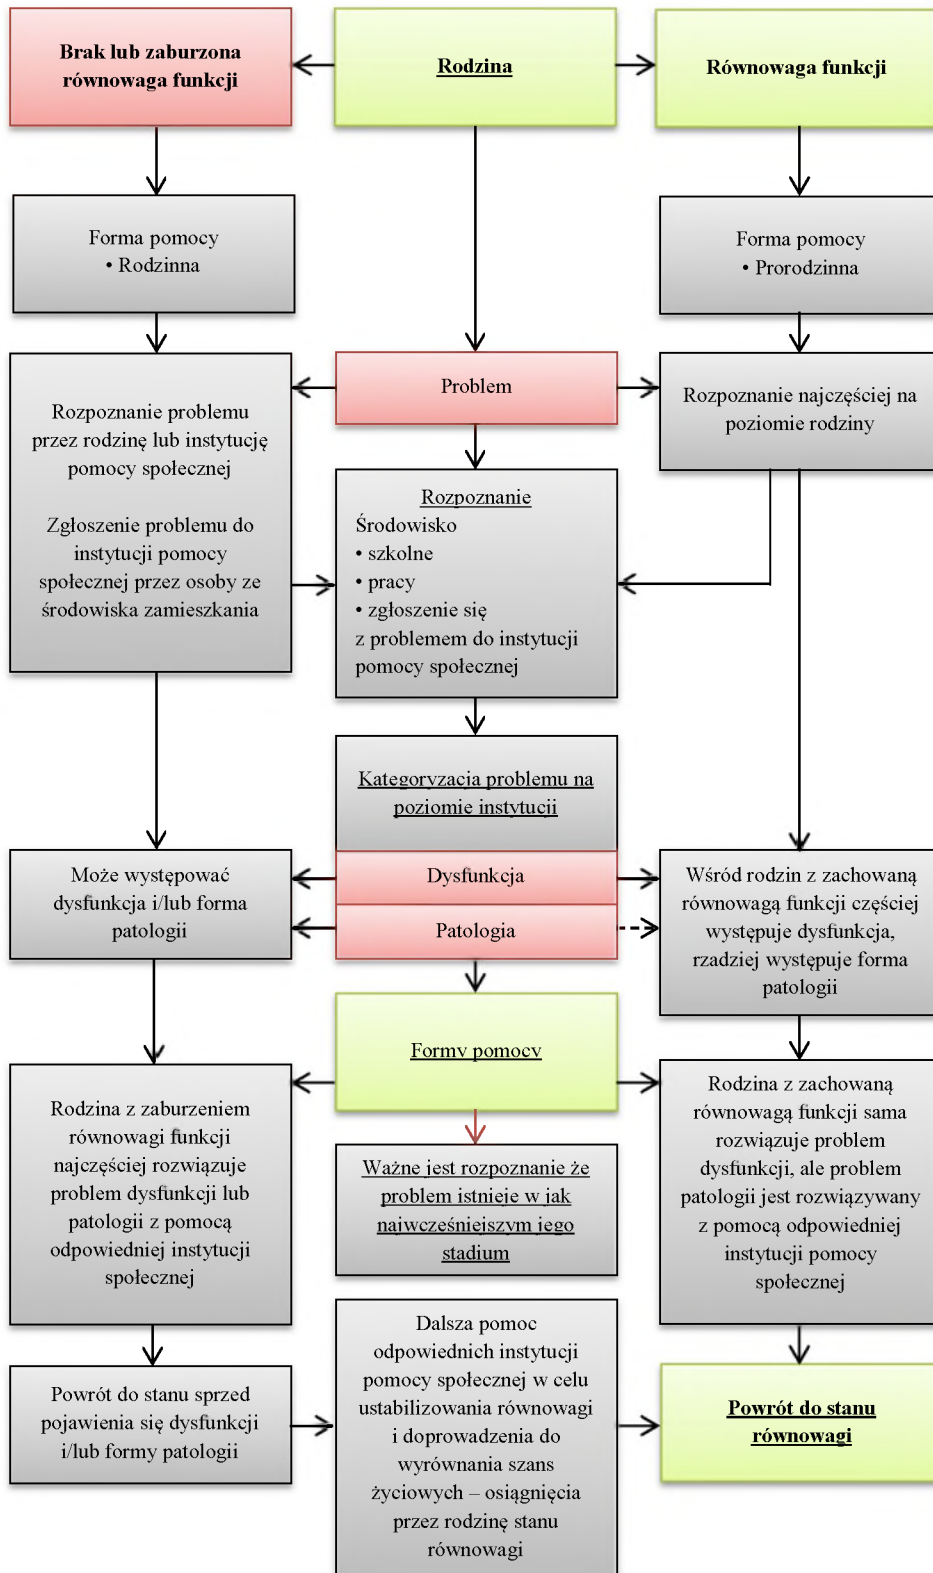 Brak lub zaburzona
równowaga funkcji
Rodzina
Równowaga funkcji
Forma pomocy
• Rodzinna
Forma pomocy
• Prorodzinna
Problem
Rozpoznanie problemu
przez rodzinę lub instytucję
pomocy społecznej
Zgłoszenie problemu do
instytucji pomocy
społecznej przez osoby ze
środowiska zamieszkania
Rozpoznanie najczęściej na
poziomie rodziny
Rozpoznanie
Środowisko
• szkolne
• pracy
• zgłoszenie się
z problemem do instytucji
pomocy społecznej
Kategoryzacja problemu na
poziomie instytucji
Dysfunkcja
Patologia
Może występować
dysfunkcja i/lub forma
patologii
Wśród rodzin z zachowaną
równowagą funkcji częściej
występuje dysfunkcja,
rzadziej występuje forma
patologii
Formy pomocy
Rodzina z zaburzeniem
równowagi funkcji
najczęściej rozwiązuje
problem dysfunkcji lub
patologii z pomocą
odpowiedniej instytucji
społecznej
Ważne jest rozpoznanie że
problem istnieje w jak
najwcześniejszym jego
stadium
Rodzina z zachowaną
równowagą funkcji sama
rozwiązuje problem
dysfunkcji, ale problem
patologii jest rozwiązywany
z pomocą odpowiedniej
instytucji pomocy
społecznej
Powrót do stanu sprzed
pojawienia się dysfunkcji
i/lub formy patologii
Dalsza pomoc
odpowiednich instytucji
pomocy społecznej w celu
ustabilizowania równowagi
i doprowadzenia do
wyrównania szans
życiowych – osiągnięcia
przez rodzinę stanu
równowagi
Powrót do stanu
równowagi